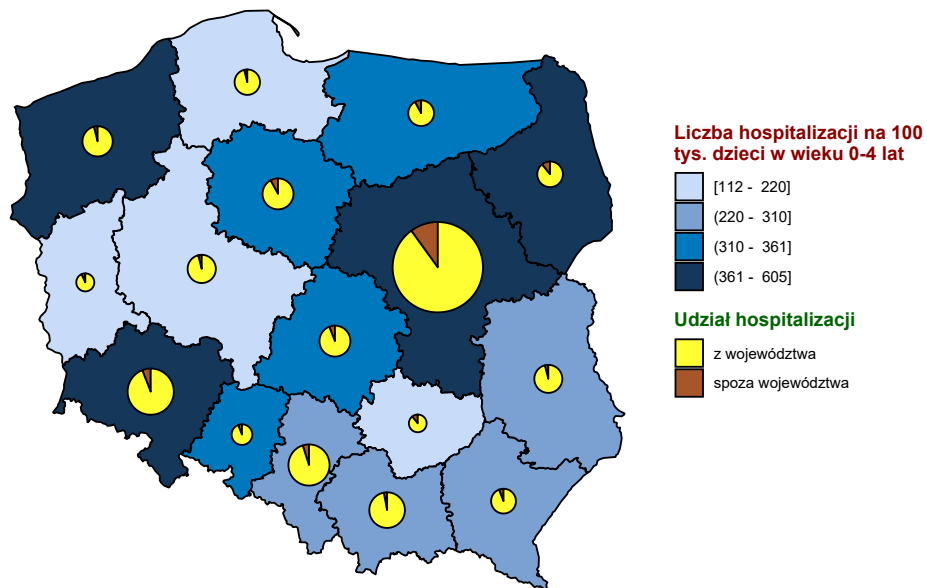 Liczba hospitalizacji na 100
tys. dzieci w wieku 0-4 lat
[112 - 220]
(220 - 310]
(310 - 361]
(361 - 605]
Udział hospitalizacji
z województwa
spoza województwa